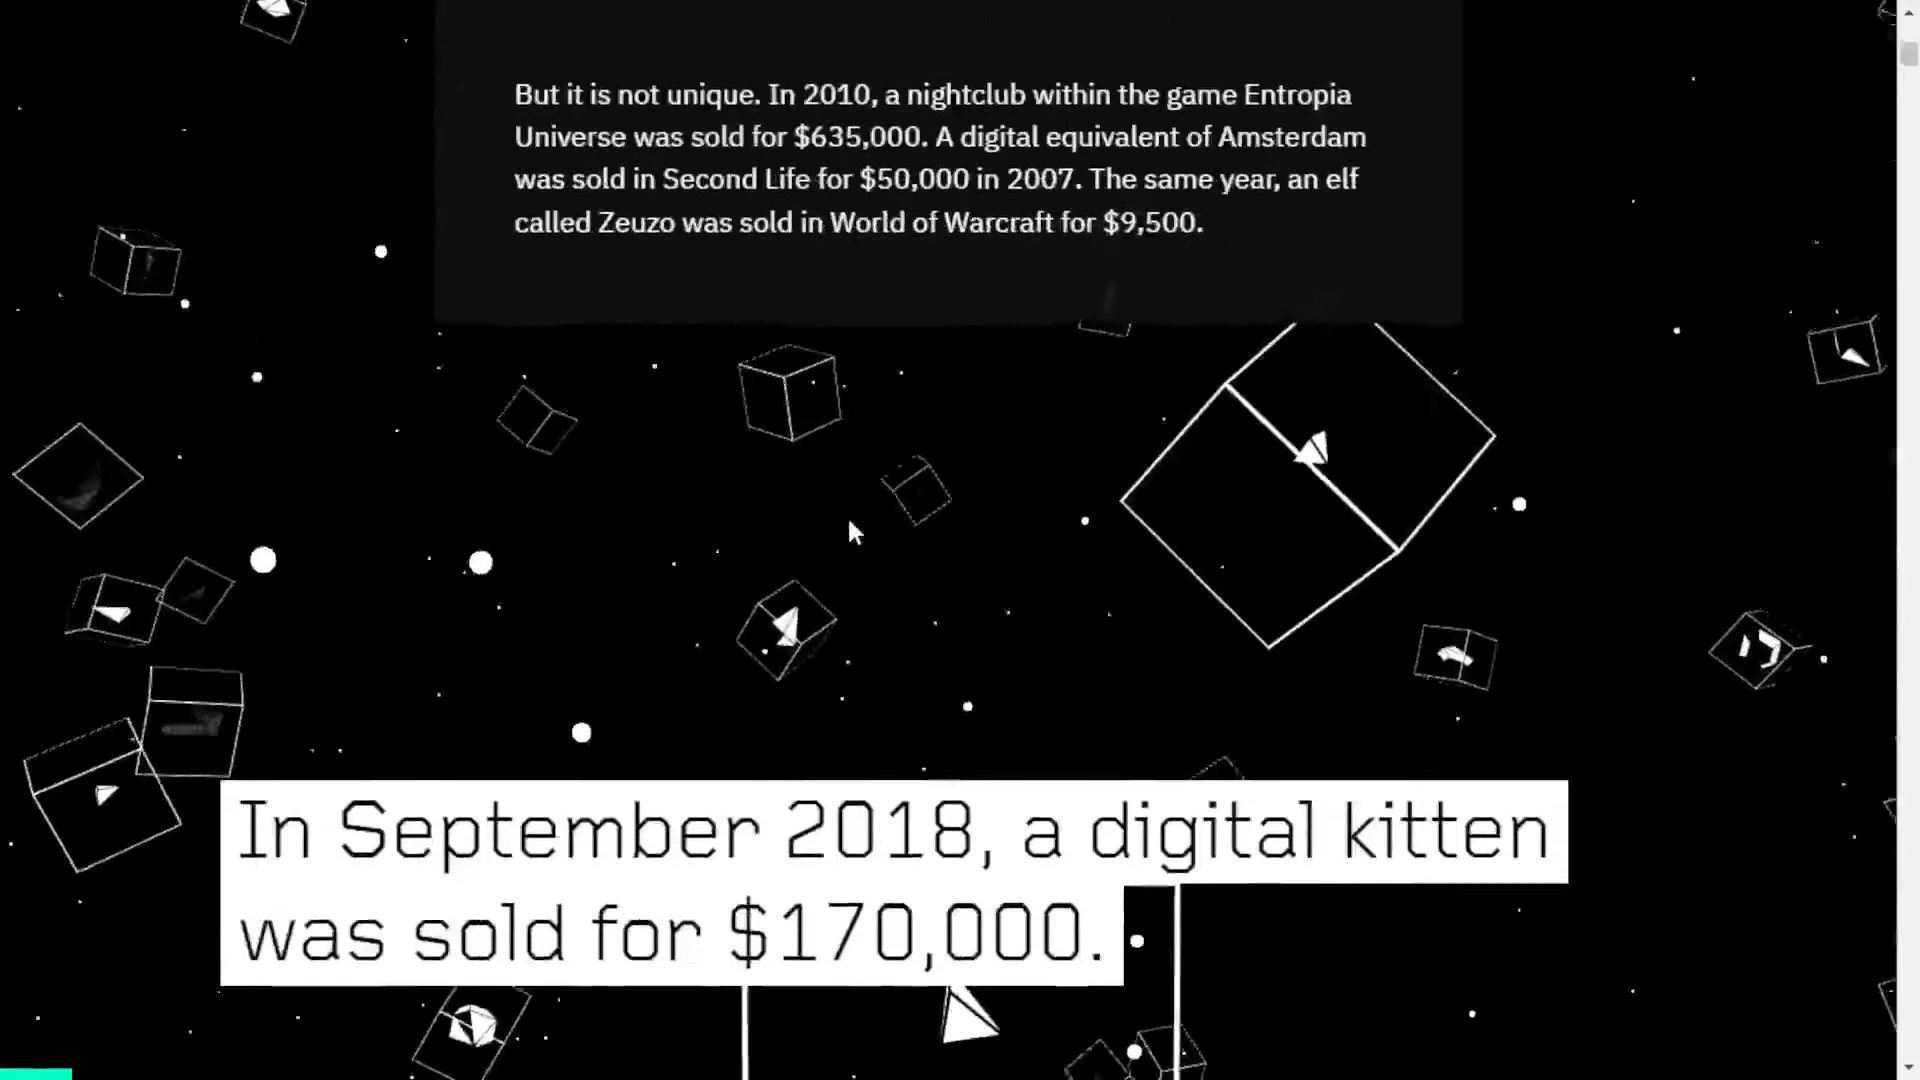 But it is not unique. In 2010, a nightclub within the game Entropia
Universe was sold for $635,000. A digital equivalent of Amsterdam
was sold in Second Life for $50,000 in 2007. The same year, an elf
called Zeuzo was sold in World of Warcraft for $9,500.
In September 2018, a digital kitten
was sold for $170,000.